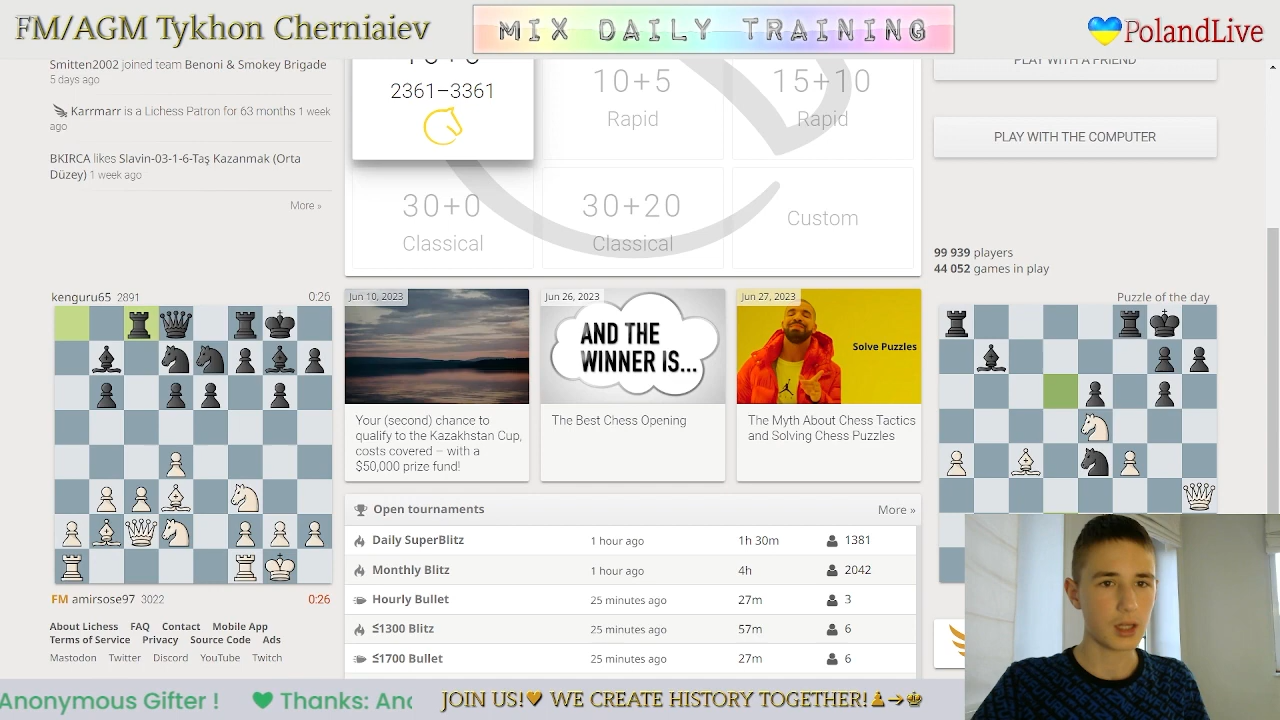 FM/AGM Tykhon Cherniaiev
MIX DAILY TRAINING
PolandLive
Smitten2002 joined team Benoni & Smokey Brigade
5 days ago
Karrmarr is a Lichess Patron for 63 months 1 week
ago
BKIRCA likes Slavin-03-1-6-Taş Kazanmak (Orta
Düzey) 1 week ago
More »
2361–3361
10+5
Rapid
15+10
Rapid
30+0
Classical
30+20
Classical
Custom
PLAY WITH A FRIEND
PLAY WITH THE COMPUTER
99 939 players
44 052 games in play
kenguru65 2891
0:26
FM amirsose97 3022
0:26
Jun 10, 2023
Your (second) chance to
qualify to the Kazakhstan Cup,
costs covered – with a
$50,000 prize fund!
Jun 26, 2023
AND THE
WINNER IS...
The Best Chess Opening
Jun 27, 2023
Solve Puzzles
The Myth About Chess Tactics
and Solving Chess Puzzles
Puzzle of the day
Open tournaments More »
Daily SuperBlitz 1 hour ago 1h 30m 1381
Monthly Blitz 1 hour ago 4h 2042
Hourly Bullet 25 minutes ago 27m 3
≤1300 Blitz 25 minutes ago 57m 6
≤1700 Bullet 25 minutes ago 27m 6
About Lichess FAQ Contact Mobile App
Terms of Service Privacy Source Code Ads
Mastodon Twitter Discord YouTube Twitch
Anonymous Gifter ! Thanks:
JOIN US! WE CREATE HISTORY TOGETHER!